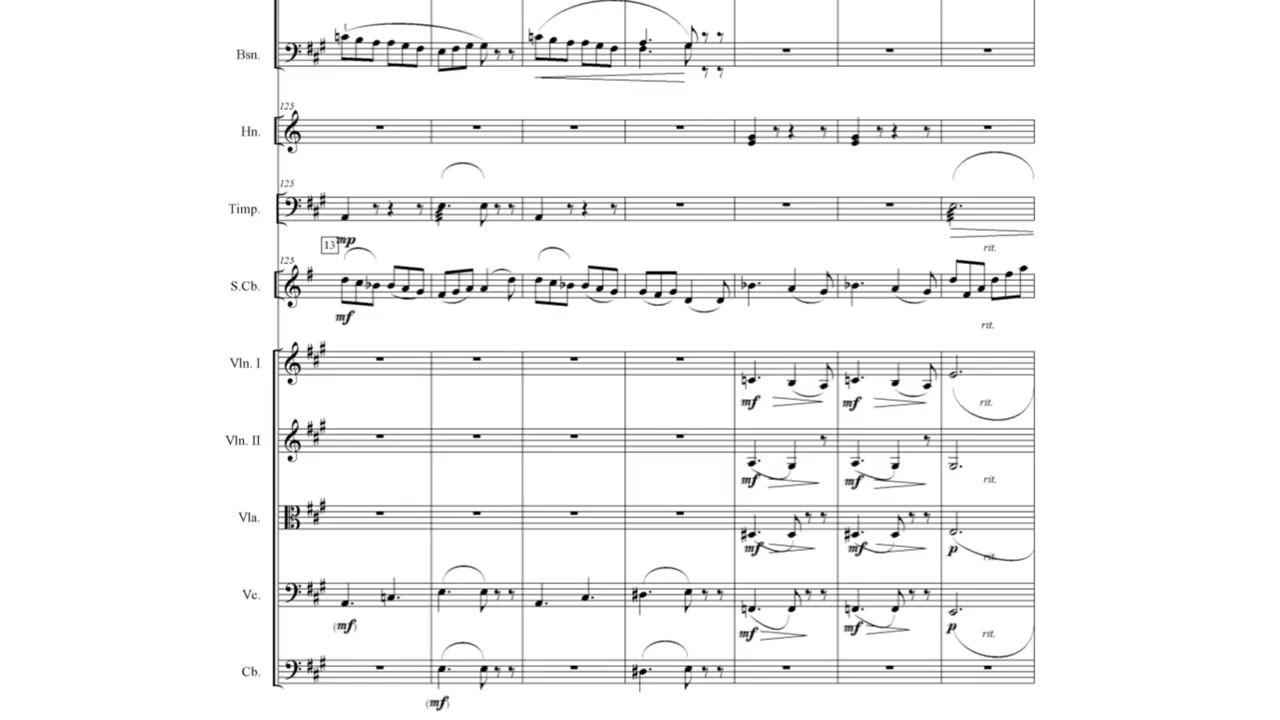 1
Bsn.
125
Hn.
125
Timp.
mp
rit.
13
125
S.Cb.
mf
rit.
Vln. I
mf
mf
rit.
Vln. II
mf
mf
rit.
Vla.
mf
mf
p
rit.
Vc.
(mf)
mf
mf
p
rit.
Cb.
(mf)